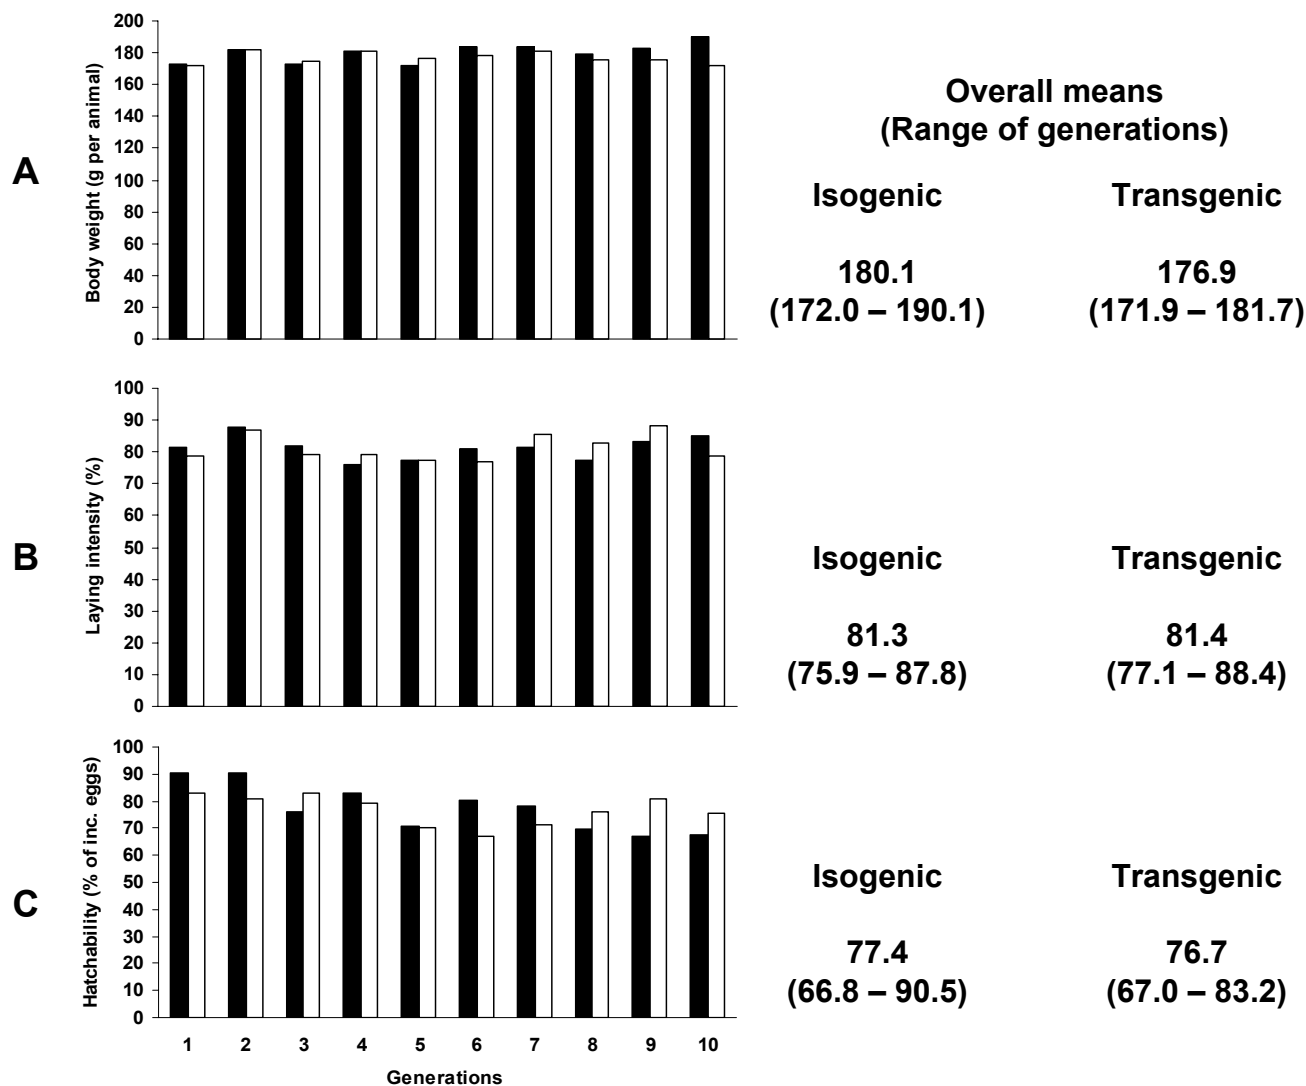 A
Body weight (g per animal)
200
180
160
140
120
100
80
60
40
20
0
Overall means
(Range of generations)
Isogenic Transgenic
180.1 176.9
(172.0 – 190.1) (171.9 – 181.7)
B
Laying intensity (%)
100
90
80
70
60
50
40
30
20
10
0
Isogenic Transgenic
81.3 81.4
(75.9 – 87.8) (77.1 – 88.4)
C
Hatchability (% of inc. eggs)
100
90
80
70
60
50
40
30
20
10
0
Isogenic Transgenic
77.4 76.7
(66.8 – 90.5) (67.0 – 83.2)
1 2 3 4 5 6 7 8 9 10
Generations